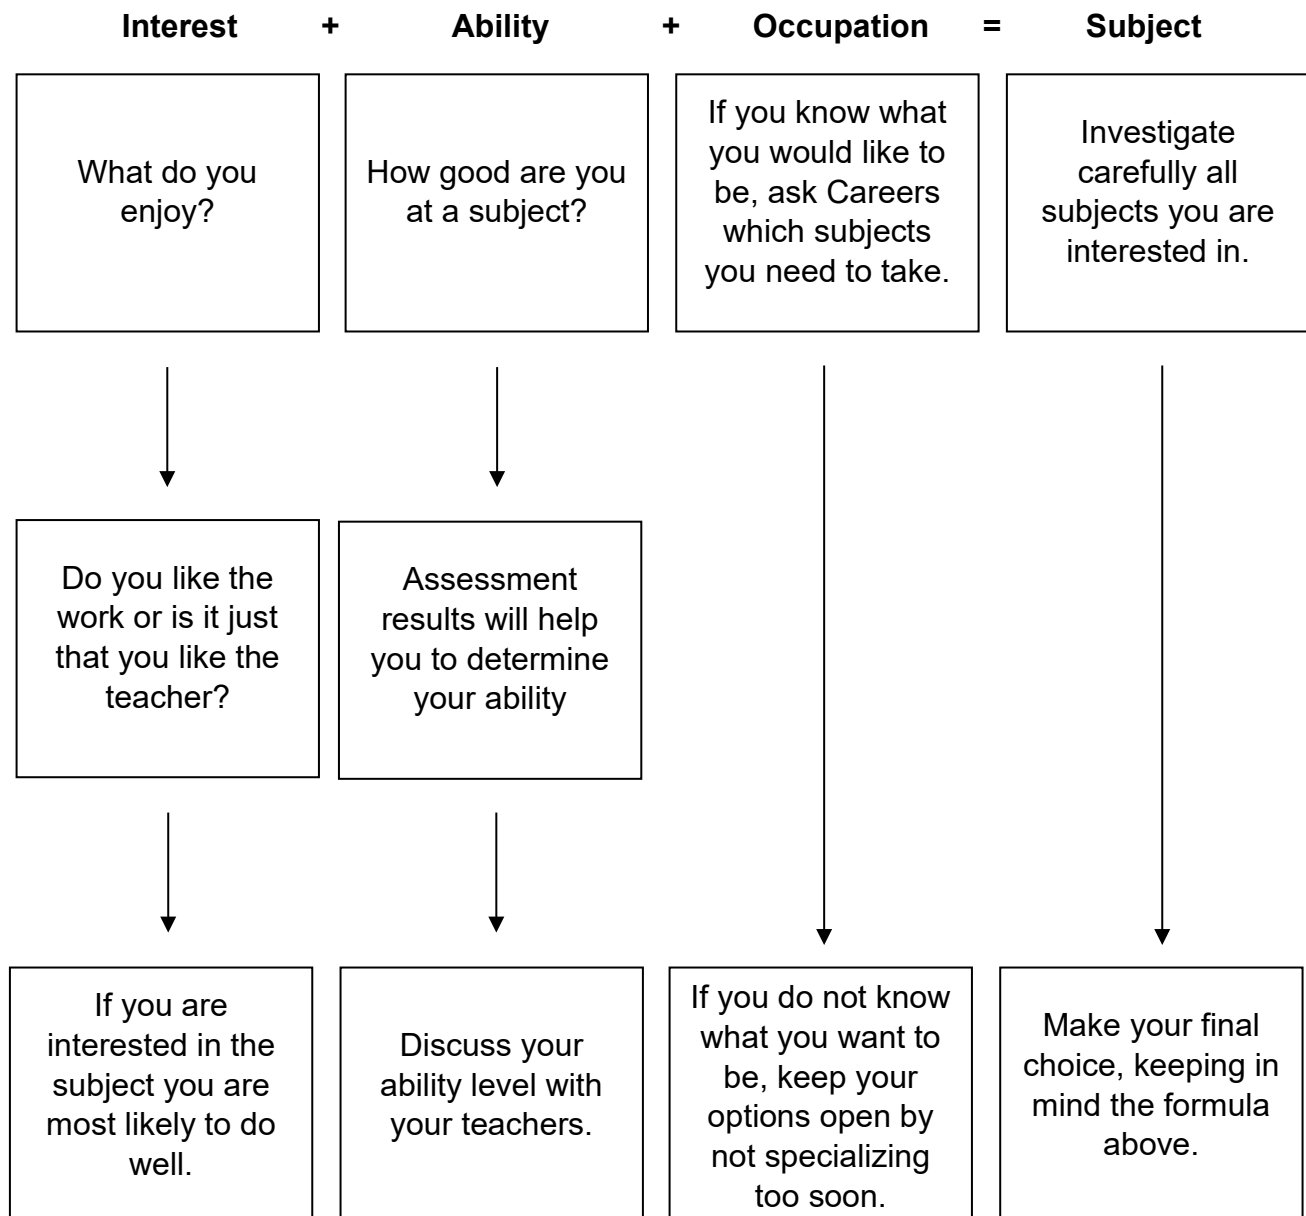 Interest + Ability + Occupation = Subject
What do you
enjoy?
How good are you
at a subject?
If you know what
you would like to
be, ask Careers
which subjects
you need to take.
Investigate
carefully all
subjects you are
interested in.
Do you like the
work or is it just
that you like the
teacher?
Assessment
results will help
you to determine
your ability
If you are
interested in the
subject you are
most likely to do
well.
Discuss your
ability level with
your teachers.
If you do not know
what you want to
be, keep your
options open by
not specializing
too soon.
Make your final
choice, keeping in
mind the formula
above.